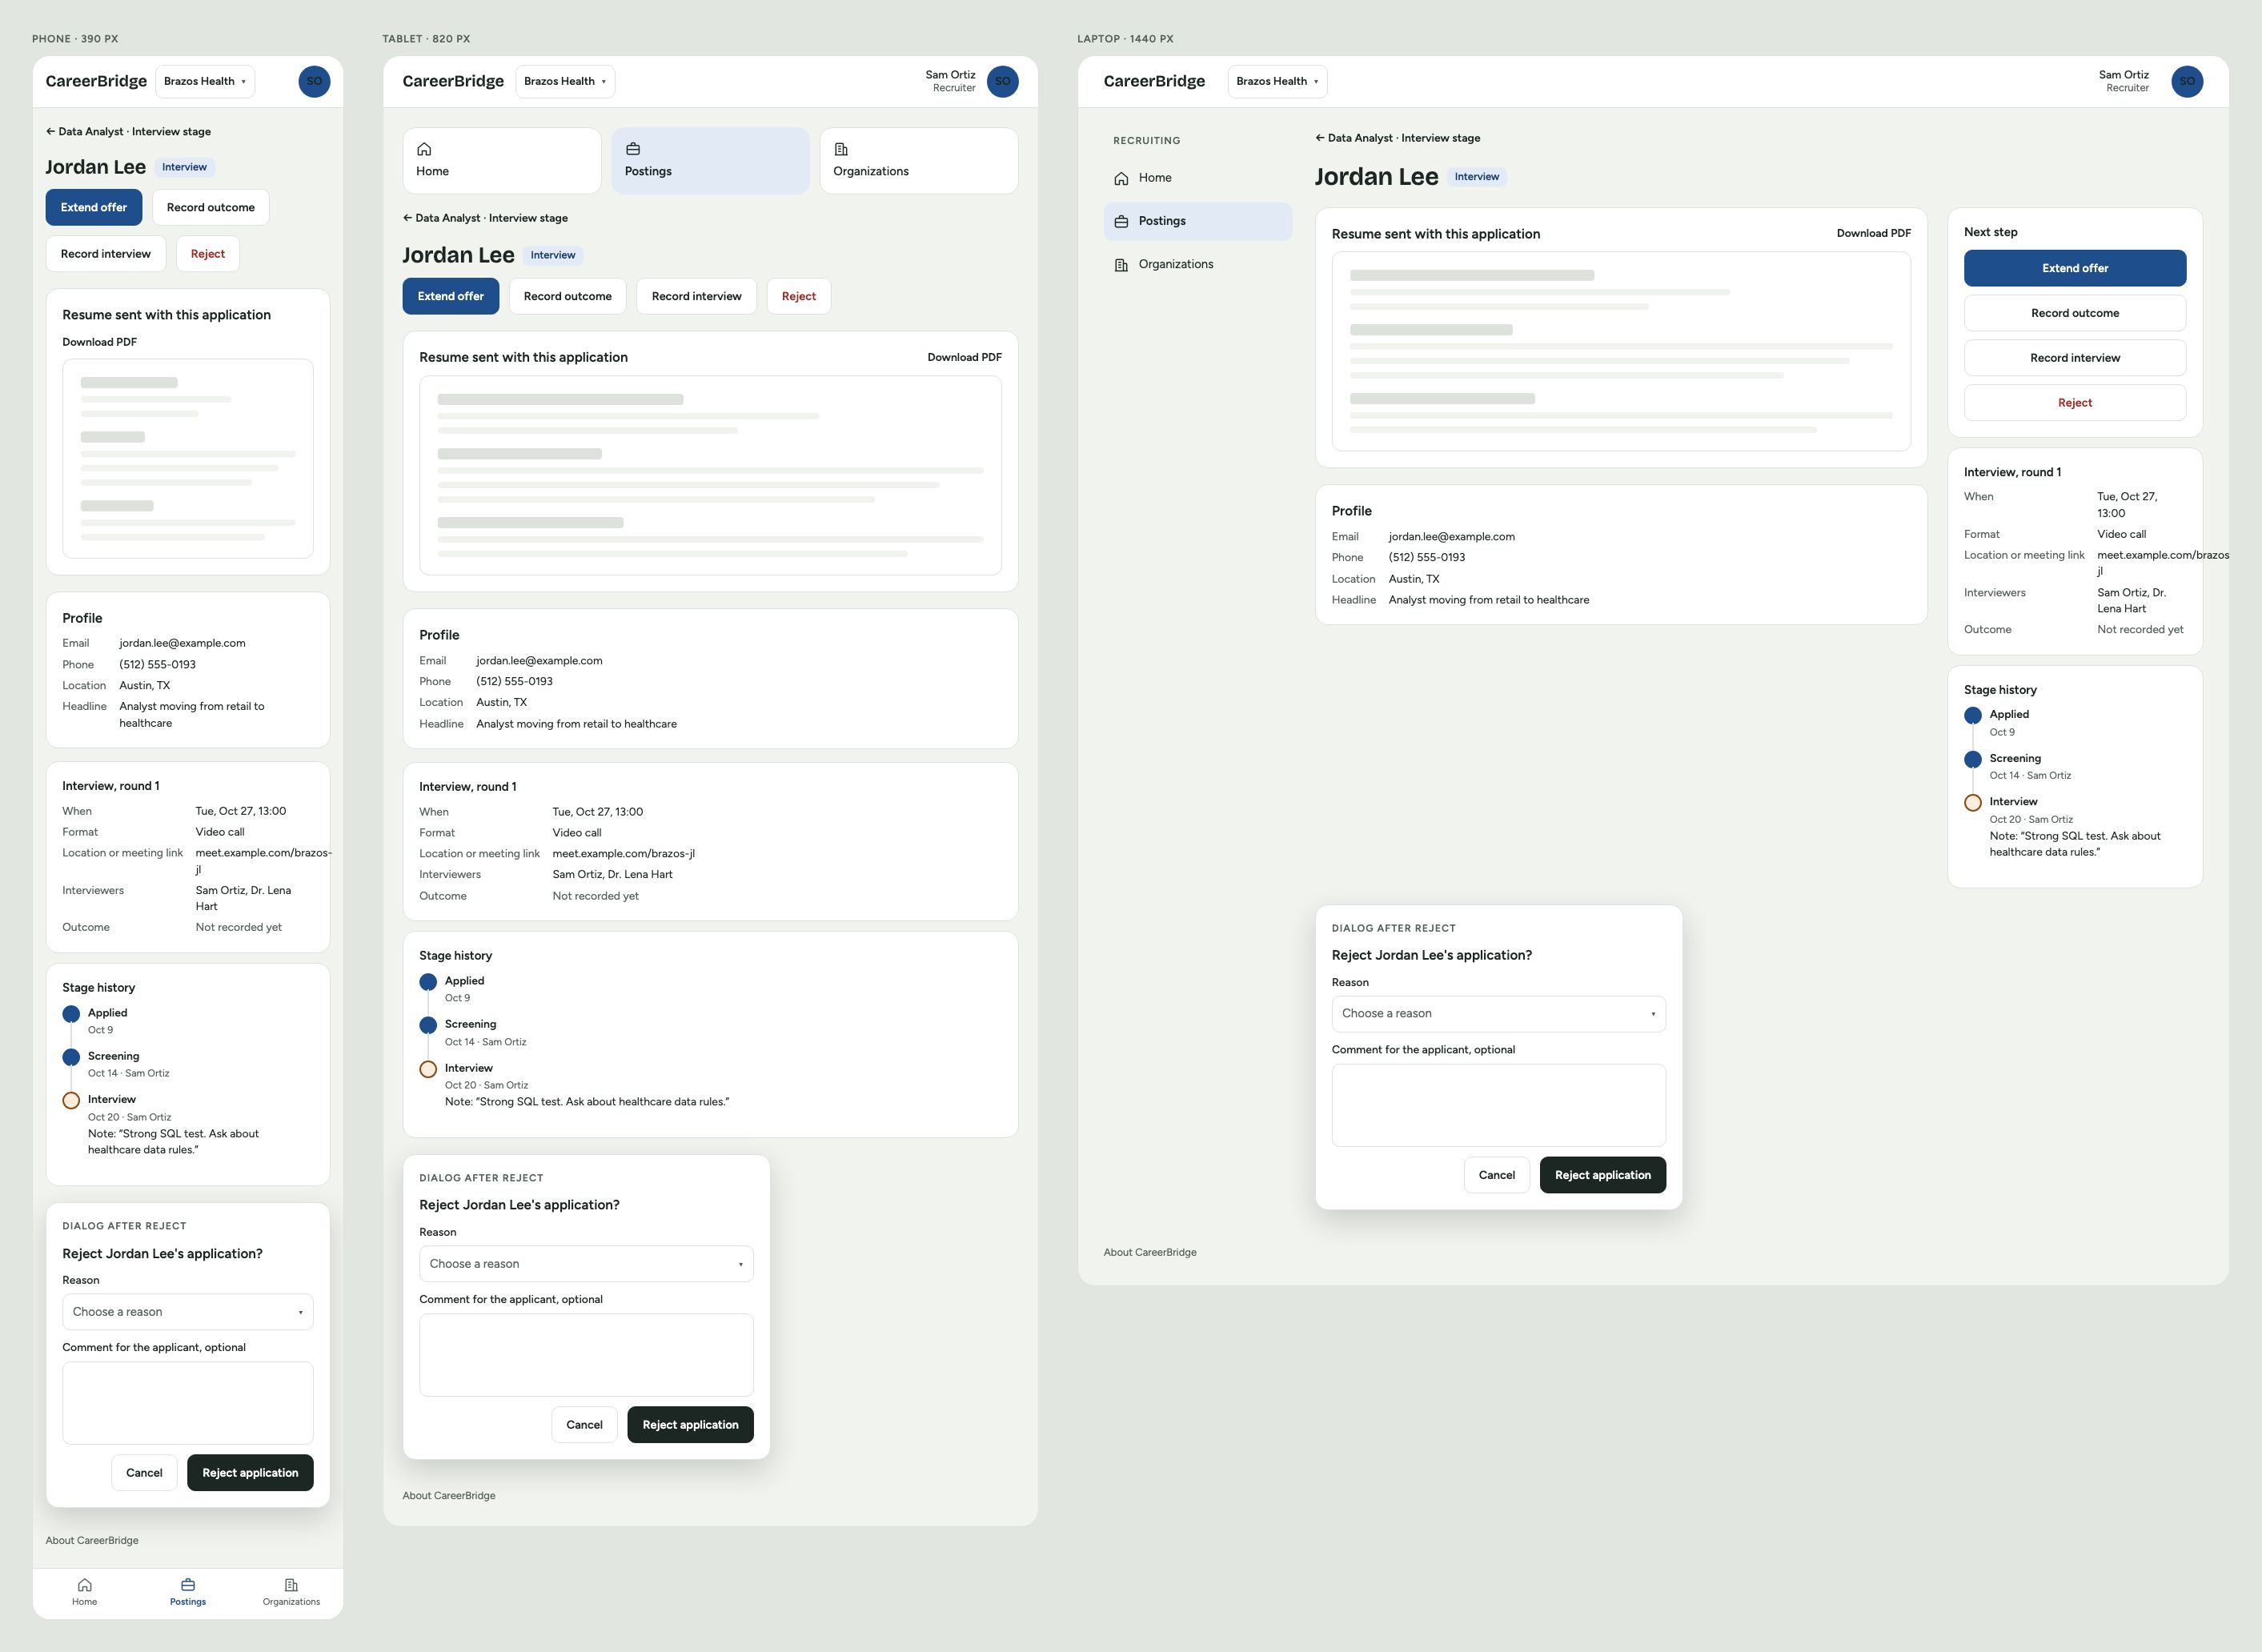 PHONE · 390 PX
CareerBridge
Brazos Health
SO
← Data Analyst · Interview stage
Jordan Lee
Interview
Extend offer
Record outcome
Record interview
Reject
Resume sent with this application
Download PDF
Profile
Email jordan.lee@example.com
Phone (512) 555-0193
Location Austin, TX
Headline Analyst moving from retail to
healthcare
Interview, round 1
When Tue, Oct 27, 13:00
Format Video call
Location or meeting link meet.example.com/brazos-
jl
Interviewers Sam Ortiz, Dr. Lena
Hart
Outcome Not recorded yet
Stage history
Applied
Oct 9
Screening
Oct 14 · Sam Ortiz
Interview
Oct 20 · Sam Ortiz
Note: “Strong SQL test. Ask about
healthcare data rules.”
DIALOG AFTER REJECT
Reject Jordan Lee's application?
Reason
Choose a reason
Comment for the applicant, optional
Cancel
Reject application
About CareerBridge
Home
Postings
Organizations
TABLET · 820 PX
CareerBridge
Brazos Health
Sam Ortiz
Recruiter
SO
Home
Postings
Organizations
← Data Analyst · Interview stage
Jordan Lee
Interview
Extend offer
Record outcome
Record interview
Reject
Resume sent with this application
Download PDF
Profile
Email jordan.lee@example.com
Phone (512) 555-0193
Location Austin, TX
Headline Analyst moving from retail to healthcare
Interview, round 1
When Tue, Oct 27, 13:00
Format Video call
Location or meeting link meet.example.com/brazos-jl
Interviewers Sam Ortiz, Dr. Lena Hart
Outcome Not recorded yet
Stage history
Applied
Oct 9
Screening
Oct 14 · Sam Ortiz
Interview
Oct 20 · Sam Ortiz
Note: “Strong SQL test. Ask about healthcare data rules.”
DIALOG AFTER REJECT
Reject Jordan Lee's application?
Reason
Choose a reason
Comment for the applicant, optional
Cancel
Reject application
About CareerBridge
LAPTOP · 1440 PX
CareerBridge
Brazos Health
Sam Ortiz
Recruiter
SO
RECRUITING
Home
Postings
Organizations
← Data Analyst · Interview stage
Jordan Lee
Interview
Resume sent with this application
Download PDF
Profile
Email jordan.lee@example.com
Phone (512) 555-0193
Location Austin, TX
Headline Analyst moving from retail to healthcare
Next step
Extend offer
Record outcome
Record interview
Reject
Interview, round 1
When Tue, Oct 27,
13:00
Format Video call
Location or meeting link meet.example.com/brazos
jl
Interviewers Sam Ortiz, Dr.
Lena Hart
Outcome Not recorded yet
Stage history
Applied
Oct 9
Screening
Oct 14 · Sam Ortiz
Interview
Oct 20 · Sam Ortiz
Note: “Strong SQL test. Ask about
healthcare data rules.”
DIALOG AFTER REJECT
Reject Jordan Lee's application?
Reason
Choose a reason
Comment for the applicant, optional
Cancel
Reject application
About CareerBridge